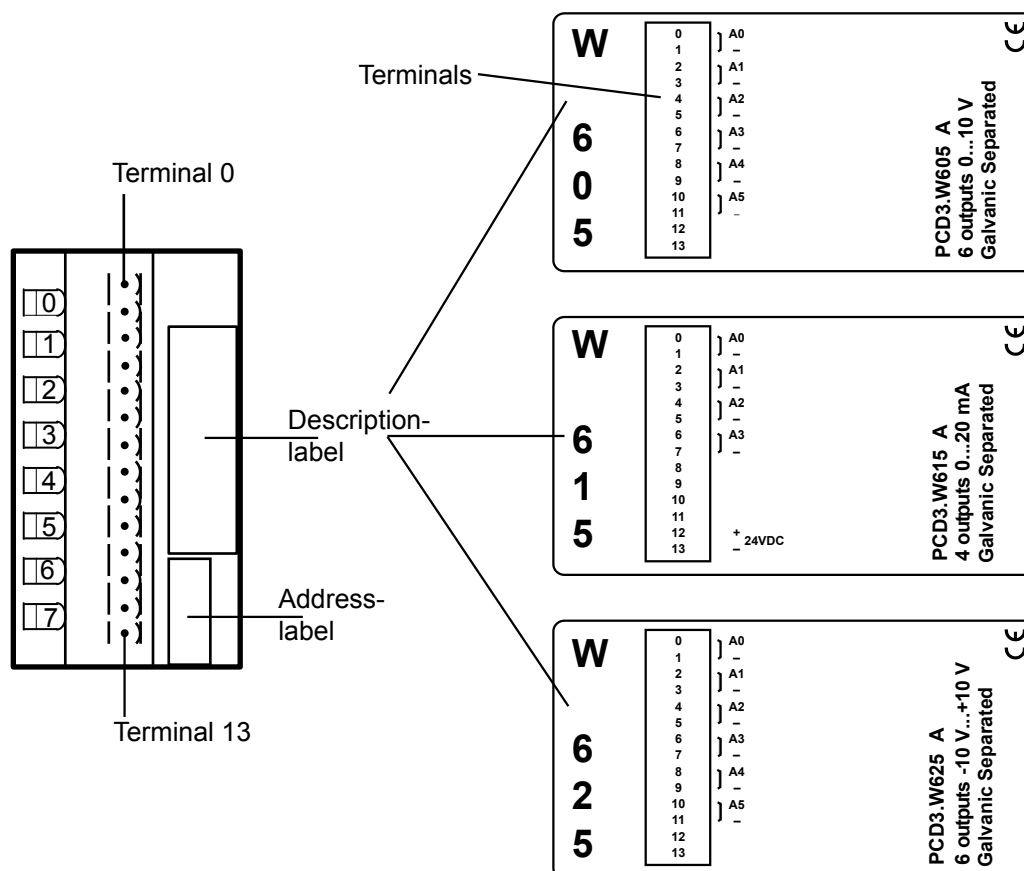 Terminal 0
0
1
2
3
4
5
6
7
Terminal 13
Description-
label
Address-
label
Terminals
W
6
0
5
0 A0
1 –
2 A1
3 –
4 A2
5 –
6 A3
7 –
8 A4
9 –
10 A5
11 –
12
13
PCD3.W605 A
6 outputs 0...10 V
Galvanic Separated
CE
W
6
1
5
0 A0
1 –
2 A1
3 –
4 A2
5 –
6 A3
7 –
8
9
10
11
12 +
13 – 24VDC
PCD3.W615 A
4 outputs 0...20 mA
Galvanic Separated
CE
W
6
2
5
0 A0
1 –
2 A1
3 –
4 A2
5 –
6 A3
7 –
8 A4
9 –
10 A5
11 –
12
13
PCD3.W625 A
6 outputs -10 V...+10 V
Galvanic Separated
CE